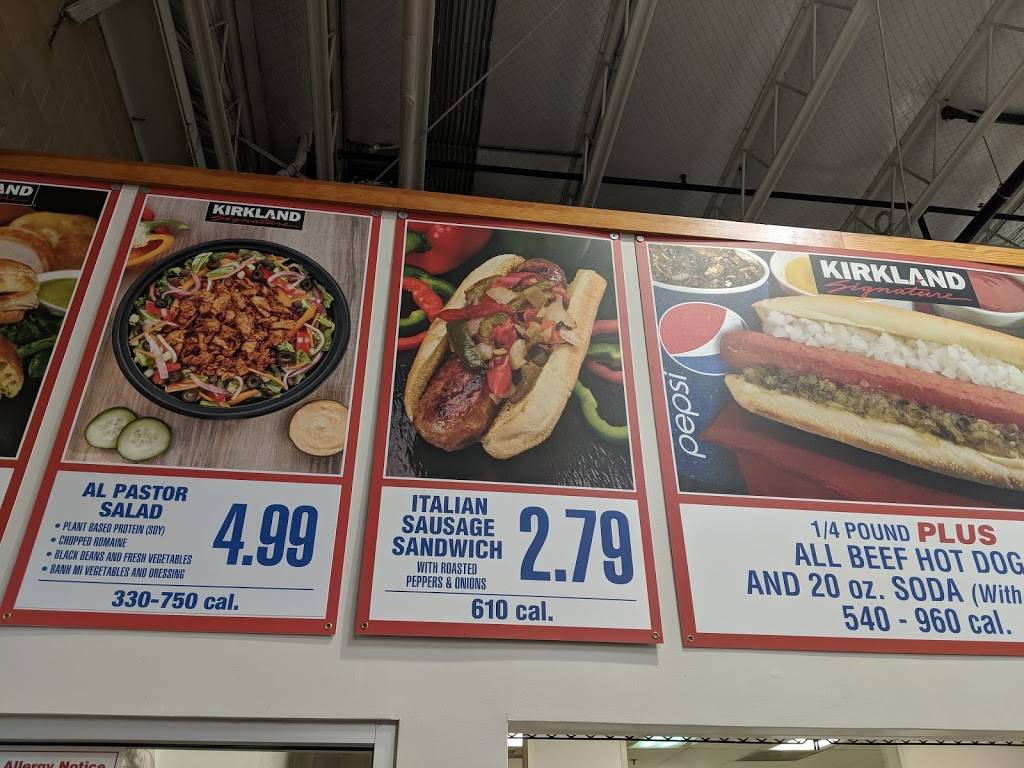 AND
KIRKLAND
Signature
AL PASTOR
SALAD
• PLANT BASED PROTEIN (SOY)
• CHOPPED ROMAINE
• BLACK BEANS AND FRESH VEGETABLES
• BANH MI VEGETABLES AND DRESSING
4.99
330-750 cal.
ITALIAN
SAUSAGE
SANDWICH
WITH ROASTED
PEPPERS & ONIONS
2.79
610 cal.
KIRKLAND
Signature
pepsi
1/4 POUND PLUS
ALL BEEF HOT DOG
AND 20 oz. SODA (With
540 - 960 cal.
Allergy Notice